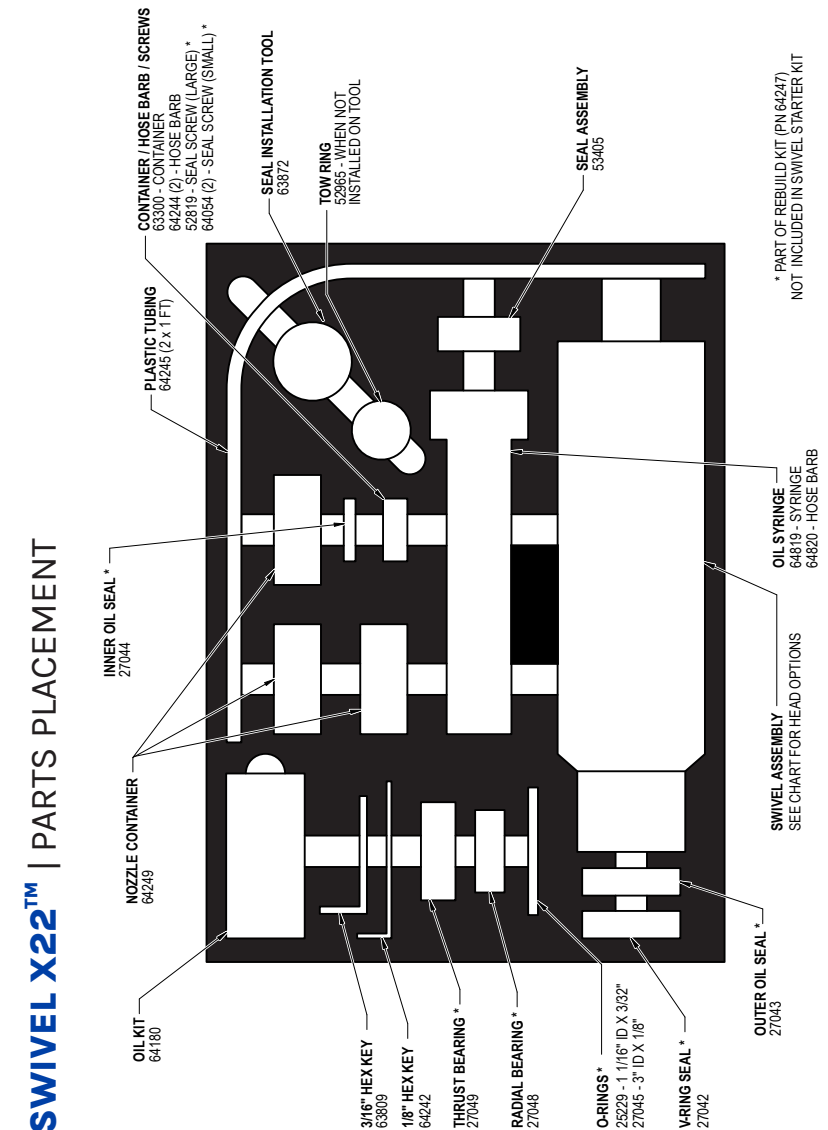 SWIVEL X22™ | PARTS PLACEMENT
OIL KIT
64180
NOZZLE CONTAINER
64249
INNER OIL SEAL *
27044
PLASTIC TUBING
64245 (2 x 1 FT)
CONTAINER / HOSE BARB / SCREWS
63300 - CONTAINER
64244 (2) - HOSE BARB
52819 - SEAL SCREW (LARGE) *
64054 (2) - SEAL SCREW (SMALL) *
SEAL INSTALLATION TOOL
63872
TOW RING
52965 - WHEN NOT
INSTALLED ON TOOL
SEAL ASSEMBLY
53405
3/16" HEX KEY
63809
1/8" HEX KEY
64242
THRUST BEARING *
27049
RADIAL BEARING *
27048
O-RINGS *
25229 - 1 1/16" ID X 3/32"
27045 - 3" ID X 1/8"
V-RING SEAL *
27042
OUTER OIL SEAL *
27043
SWIVEL ASSEMBLY
SEE CHART FOR HEAD OPTIONS
OIL SYRINGE
64819 - SYRINGE
64820 - HOSE BARB
* PART OF REBUILD KIT (PN 64247)
NOT INCLUDED IN SWIVEL STARTER KIT